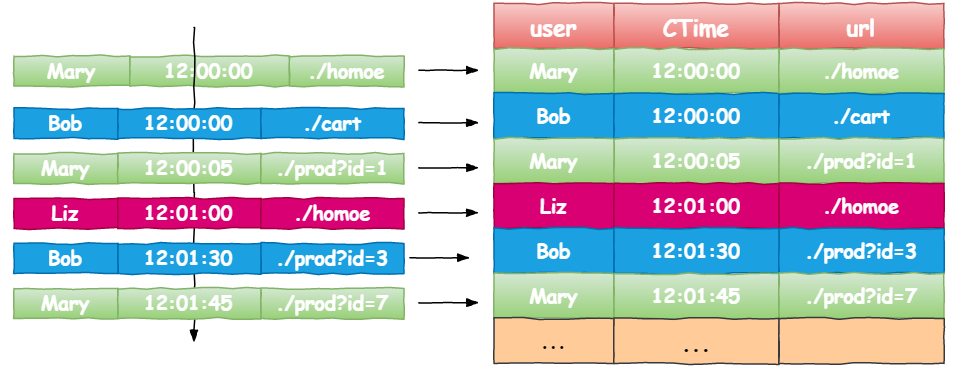 user CTime url
Mary 12:00:00 ./homoe Mary 12:00:00 ./homoe
Bob 12:00:00 ./cart Bob 12:00:00 ./cart
Mary 12:00:05 ./prod?id=1 Mary 12:00:05 ./prod?id=1
Liz 12:01:00 ./homoe Liz 12:01:00 ./homoe
Bob 12:01:30 ./prod?id=3 Bob 12:01:30 ./prod?id=3
Mary 12:01:45 ./prod?id=7 Mary 12:01:45 ./prod?id=7
... ...